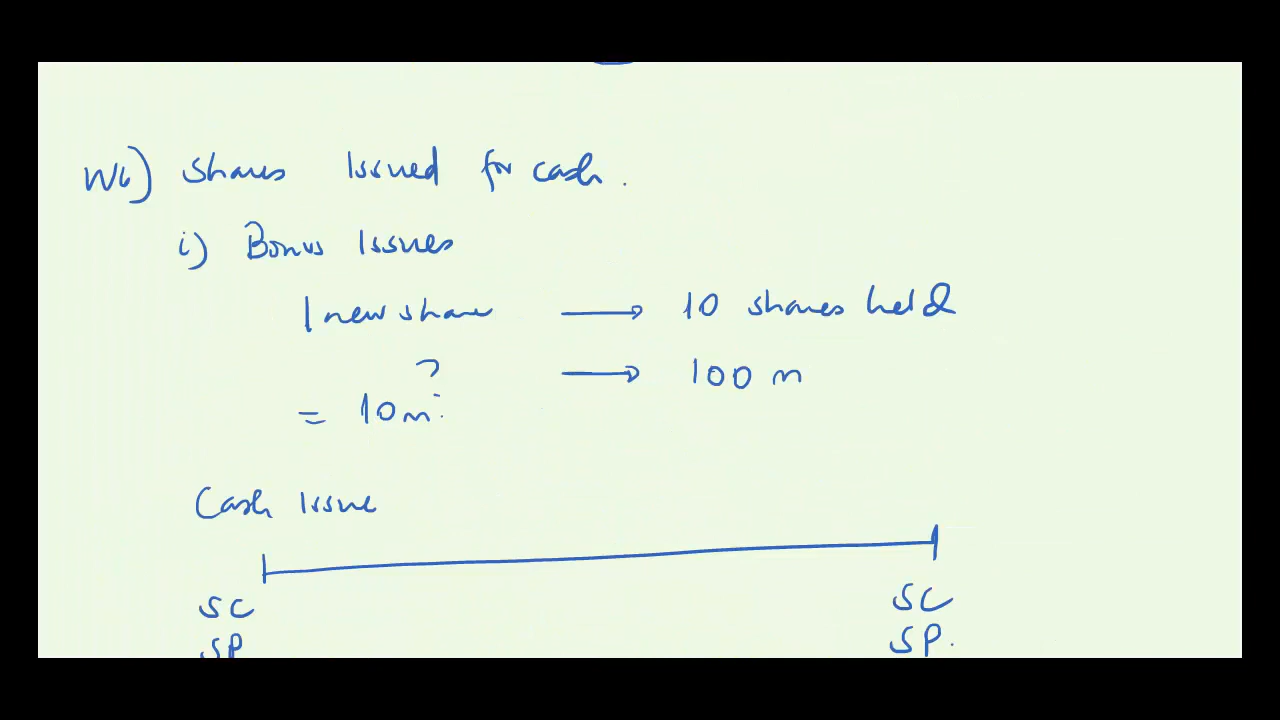 W6) Shares Issued for cash.
i) Bonus Issues
1 new share → 10 shares held
? → 100 m
= 10m
Cash Issue
SC SC
SP SP.